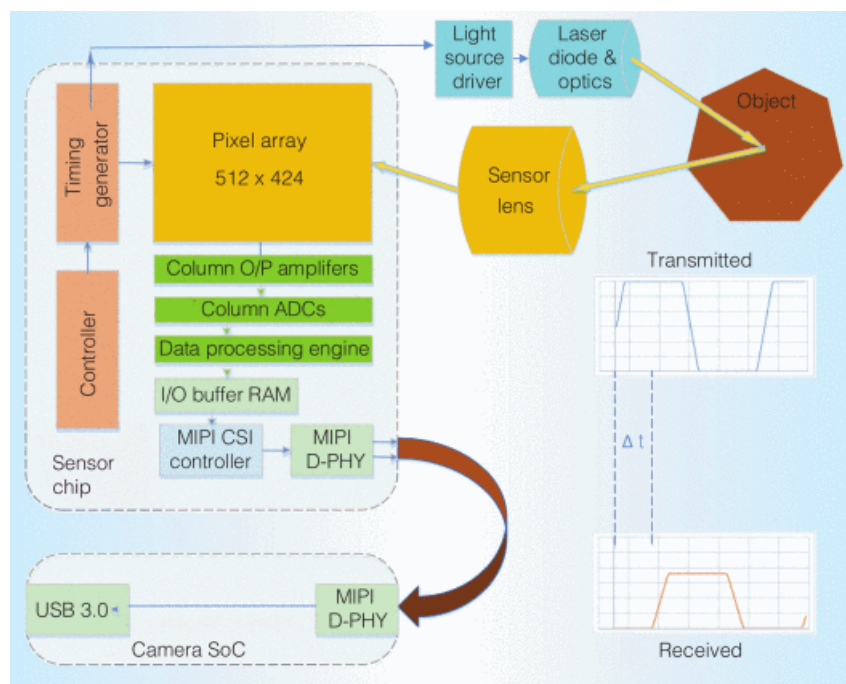 Light
source
driver
Laser
diode &
optics
Object
Timing
generator
Pixel array
512 x 424
Sensor
lens
Column O/P amplifers
Transmitted
Column ADCs
Controller
Data processing engine
I/O buffer RAM
MIPI CSI
controller
MIPI
D-PHY
Δ t
Sensor
chip
USB 3.0
MIPI
D-PHY
Camera SoC
Received